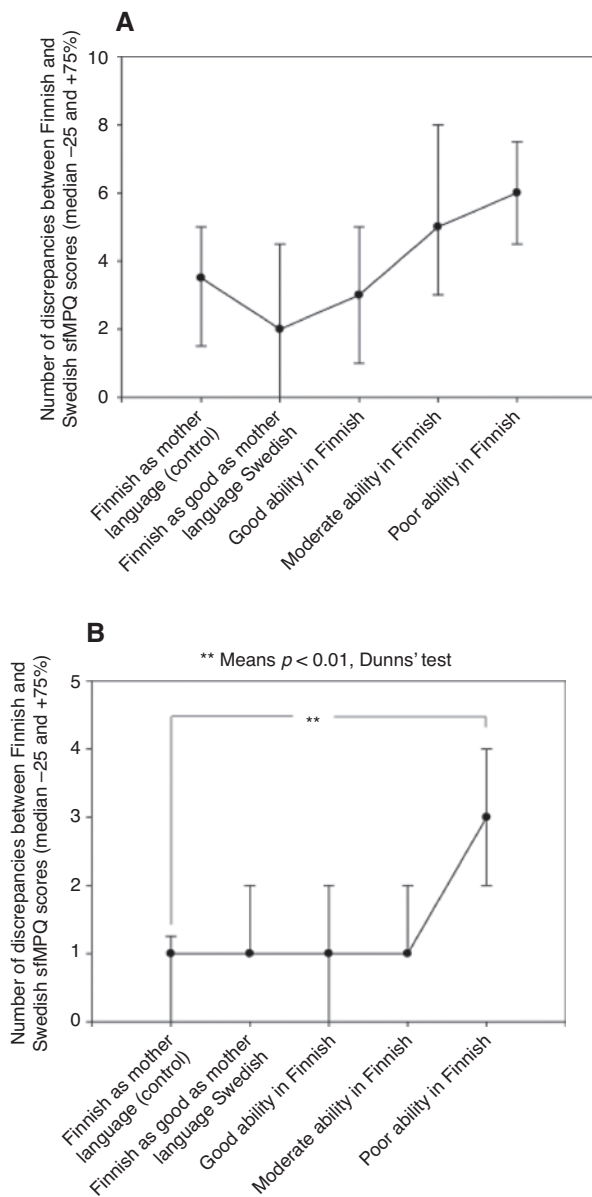 A
Number of discrepancies between Finnish and
Swedish sfMPQ scores (median −25 and +75%)
10
8
6
4
2
0
Finnish as mother
language (control)
Finnish as good as mother
language Swedish
Good ability in Finnish
Moderate ability in Finnish
Poor ability in Finnish
B
** Means p < 0.01, Dunns' test
Number of discrepancies between Finnish and
Swedish sfMPQ scores (median −25 and +75%)
5
4
3
2
1
0
**
Finnish as mother
language (control)
Finnish as good as mother
language Swedish
Good ability in Finnish
Moderate ability in Finnish
Poor ability in Finnish